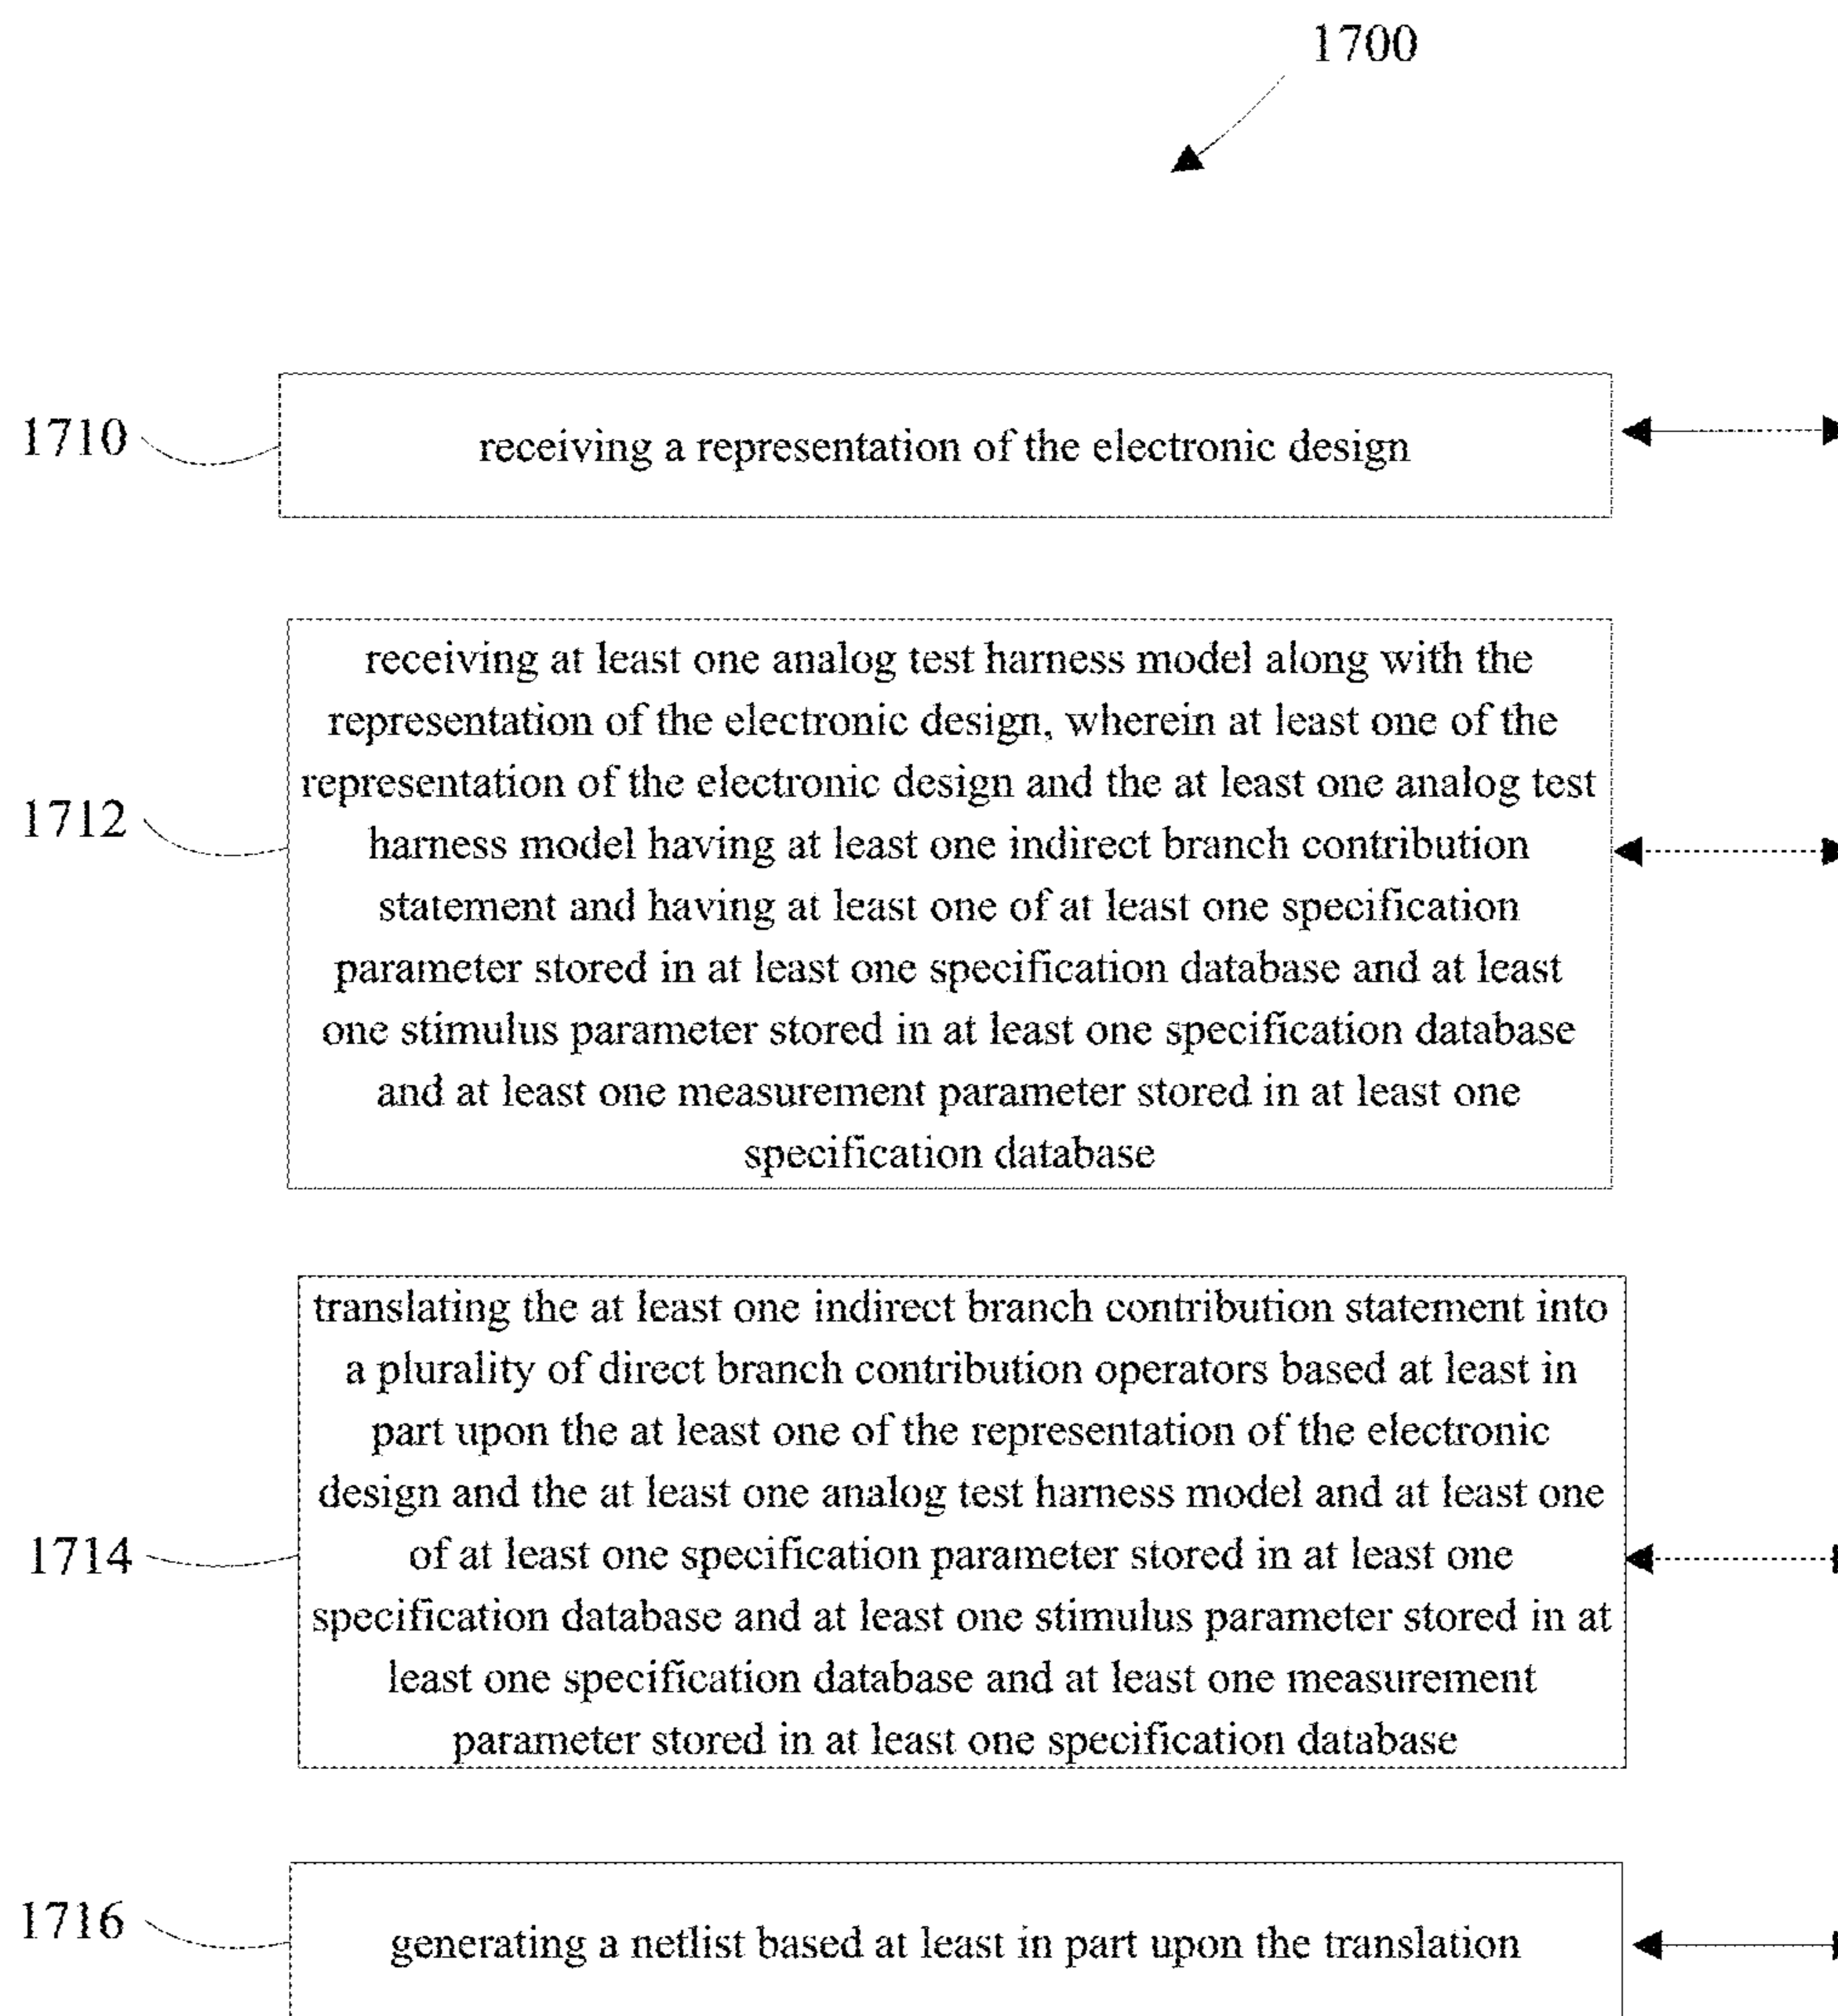 1700
1710
receiving a representation of the electronic design
1712
receiving at least one analog test harness model along with the
representation of the electronic design, wherein at least one of the
representation of the electronic design and the at least one analog test
harness model having at least one indirect branch contribution
statement and having at least one of at least one specification
parameter stored in at least one specification database and at least
one stimulus parameter stored in at least one specification database
and at least one measurement parameter stored in at least one
specification database
1714
translating the at least one indirect branch contribution statement into
a plurality of direct branch contribution operators based at least in
part upon the at least one of the representation of the electronic
design and the at least one analog test harness model and at least one
of at least one specification parameter stored in at least one
specification database and at least one stimulus parameter stored in at
least one specification database and at least one measurement
parameter stored in at least one specification database
1716
generating a netlist based at least in part upon the translation